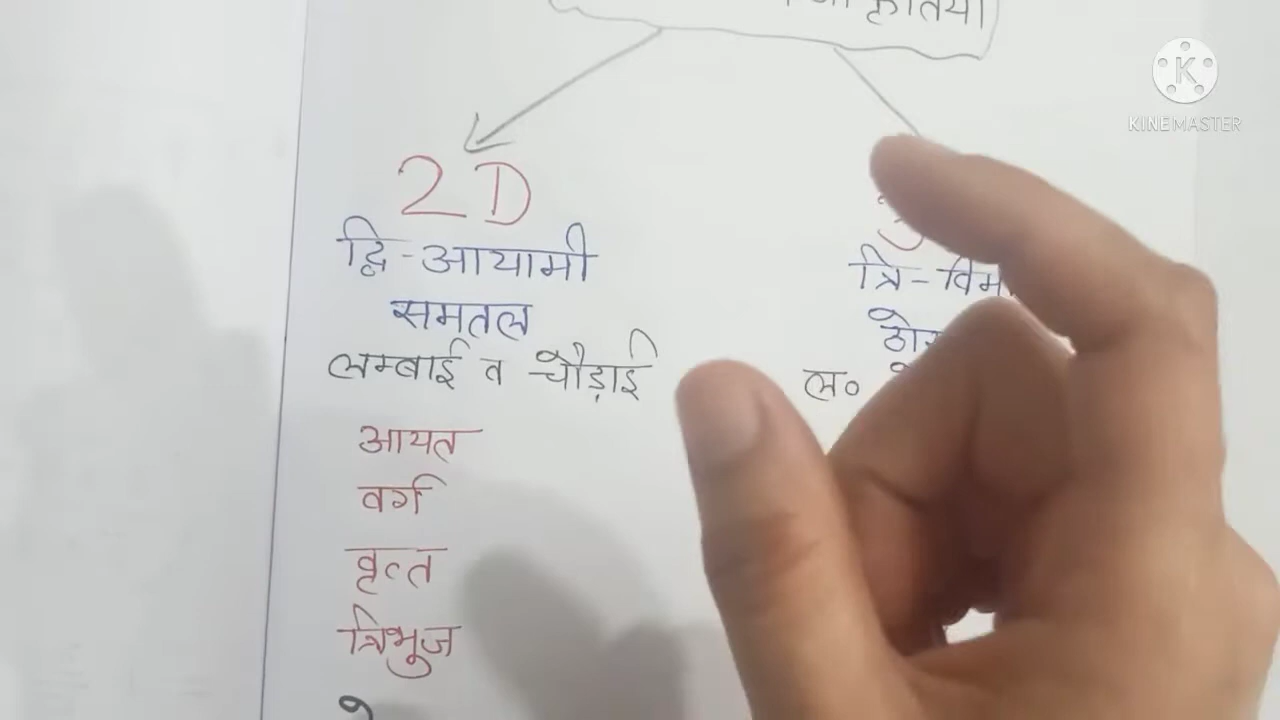 KINEMASTER
2D
द्वि-आयामी
त्रि-
समतल
लम्बाई व चौड़ाई
ल०
आयत
वर्ग
वृत्त
त्रिभुज